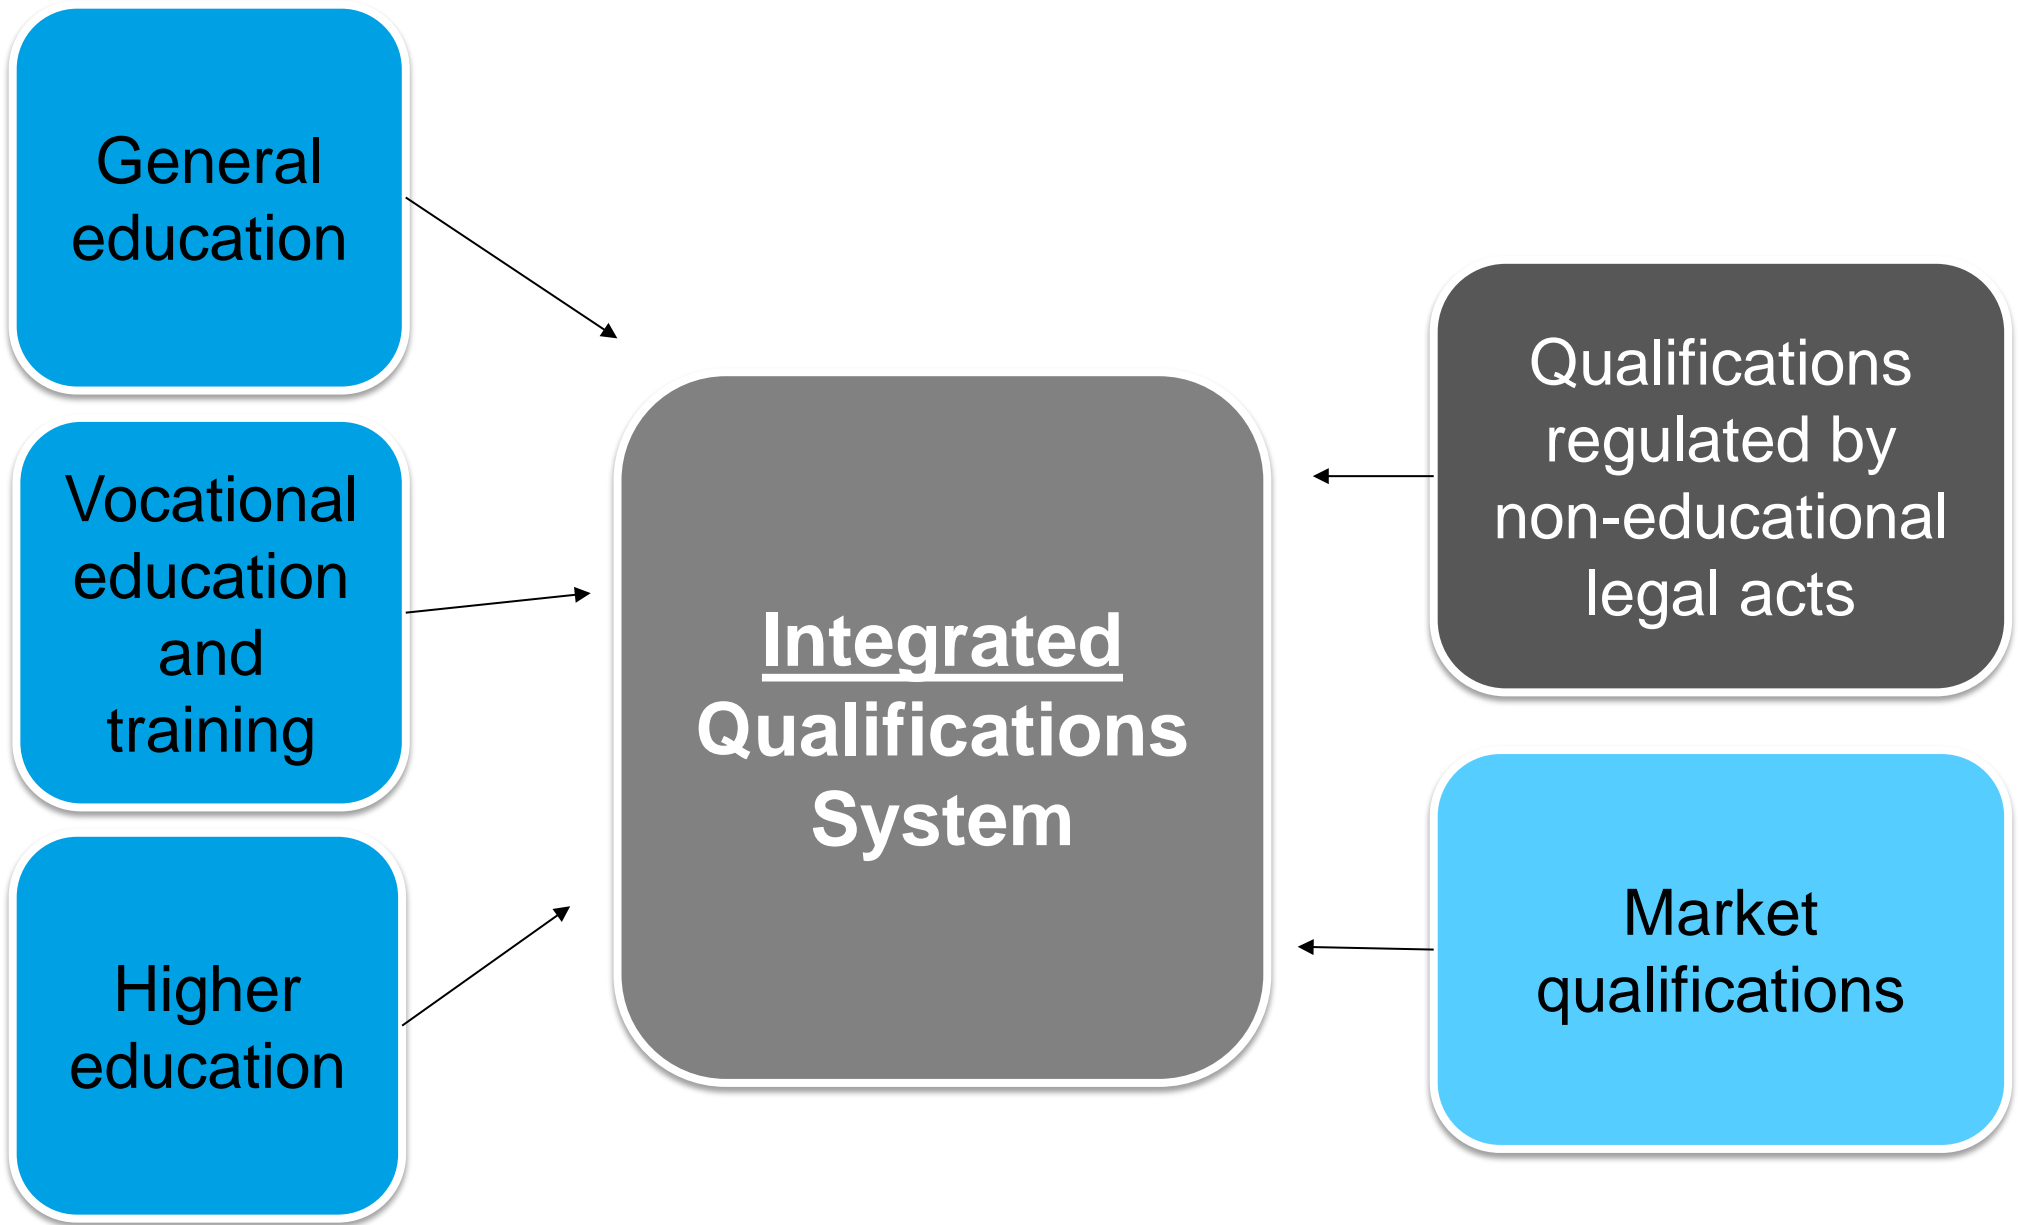 General
education
Vocational
education
and
training
Higher
education
Integrated
Qualifications
System
Qualifications
regulated by
non-educational
legal acts
Market
qualifications